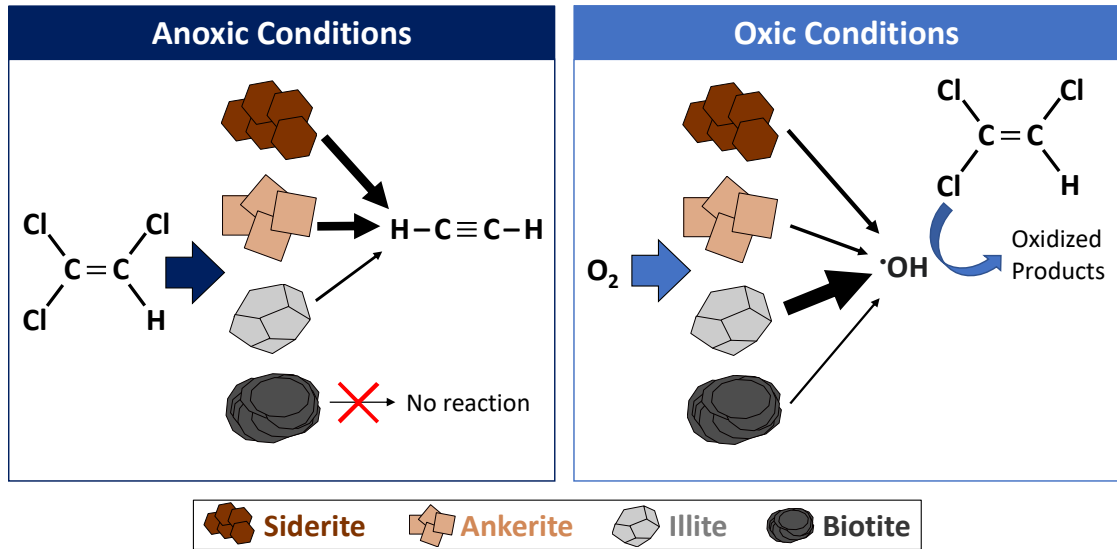 Anoxic Conditions
Cl
Cl
C = C
Cl
H
H – C ≡ C – H
No reaction
Oxic Conditions
Cl
Cl
C = C
Cl
H
O₂
•OH
Oxidized
Products
Siderite
Ankerite
Illite
Biotite